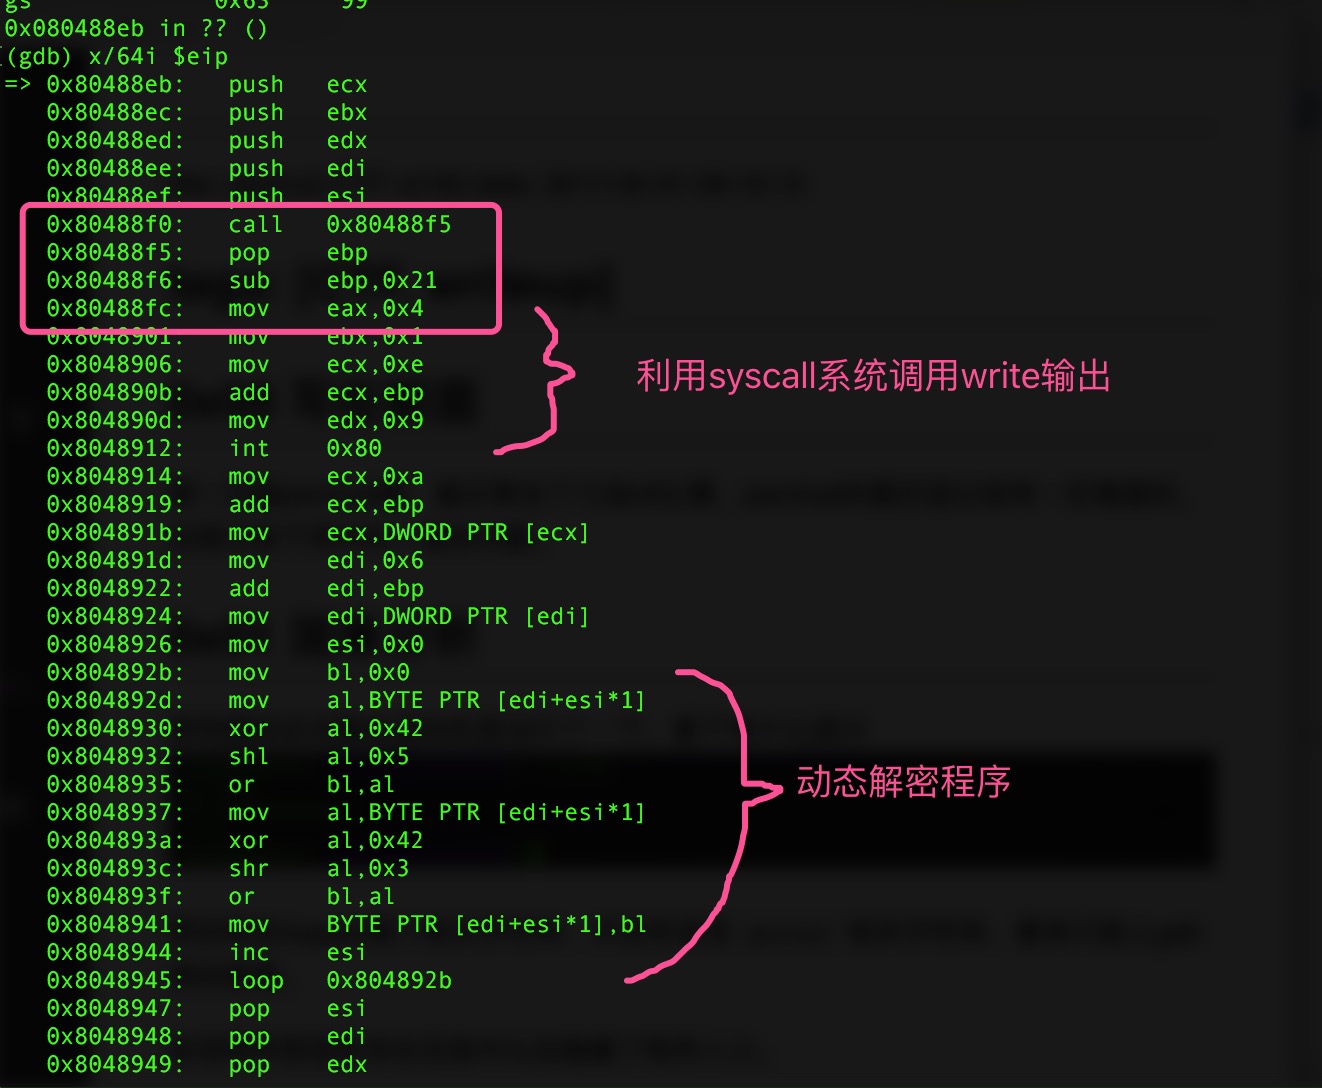 gs 0x63 99
0x080488eb in ?? ()
(gdb) x/64i $eip
=> 0x80488eb: push ecx
0x80488ec: push ebx
0x80488ed: push edx
0x80488ee: push edi
0x80488ef: push esi
0x80488f0: call 0x80488f5
0x80488f5: pop ebp
0x80488f6: sub ebp,0x21
0x80488fc: mov eax,0x4
0x8048901: mov ebx,0x1
0x8048906: mov ecx,0xe
利用syscall系统调用write输出
0x804890b: add ecx,ebp
0x804890d: mov edx,0x9
0x8048912: int 0x80
0x8048914: mov ecx,0xa
0x8048919: add ecx,ebp
0x804891b: mov ecx,DWORD PTR [ecx]
0x804891d: mov edi,0x6
0x8048922: add edi,ebp
0x8048924: mov edi,DWORD PTR [edi]
0x8048926: mov esi,0x0
0x804892b: mov bl,0x0
0x804892d: mov al,BYTE PTR [edi+esi*1]
0x8048930: xor al,0x42
0x8048932: shl al,0x5
0x8048935: or bl,al
动态解密程序
0x8048937: mov al,BYTE PTR [edi+esi*1]
0x804893a: xor al,0x42
0x804893c: shr al,0x3
0x804893f: or bl,al
0x8048941: mov BYTE PTR [edi+esi*1],bl
0x8048944: inc esi
0x8048945: loop 0x804892b
0x8048947: pop esi
0x8048948: pop edi
0x8048949: pop edx